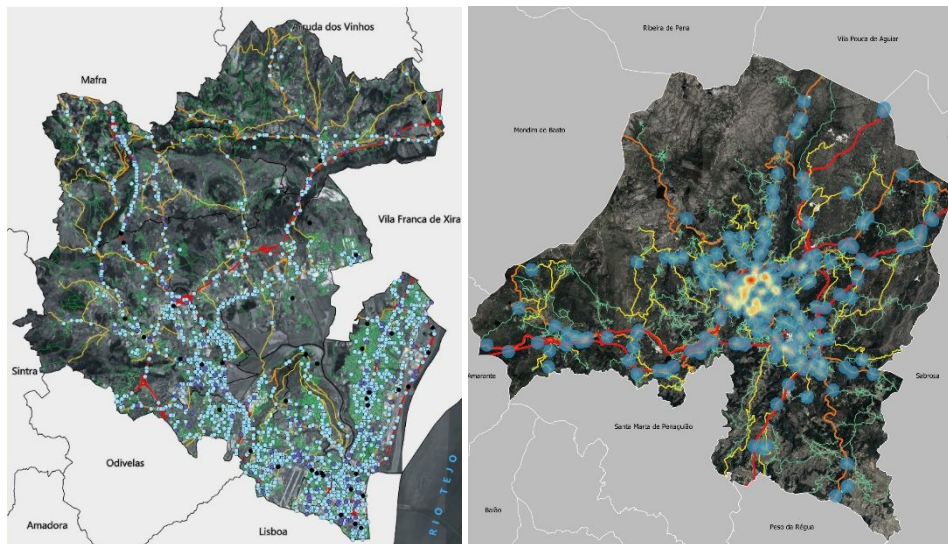 Arruda dos Vinhos
Mafra
Vila Franca de Xira
Sintra
Odivelas
Amadora
Lisboa
RIO TEJO
Ribeira de Pena
Vila Pouca de Aguiar
Mondim de Basto
Amarante
Sabrosa
Santa Marta de Penaguião
Baião
Peso da Régua